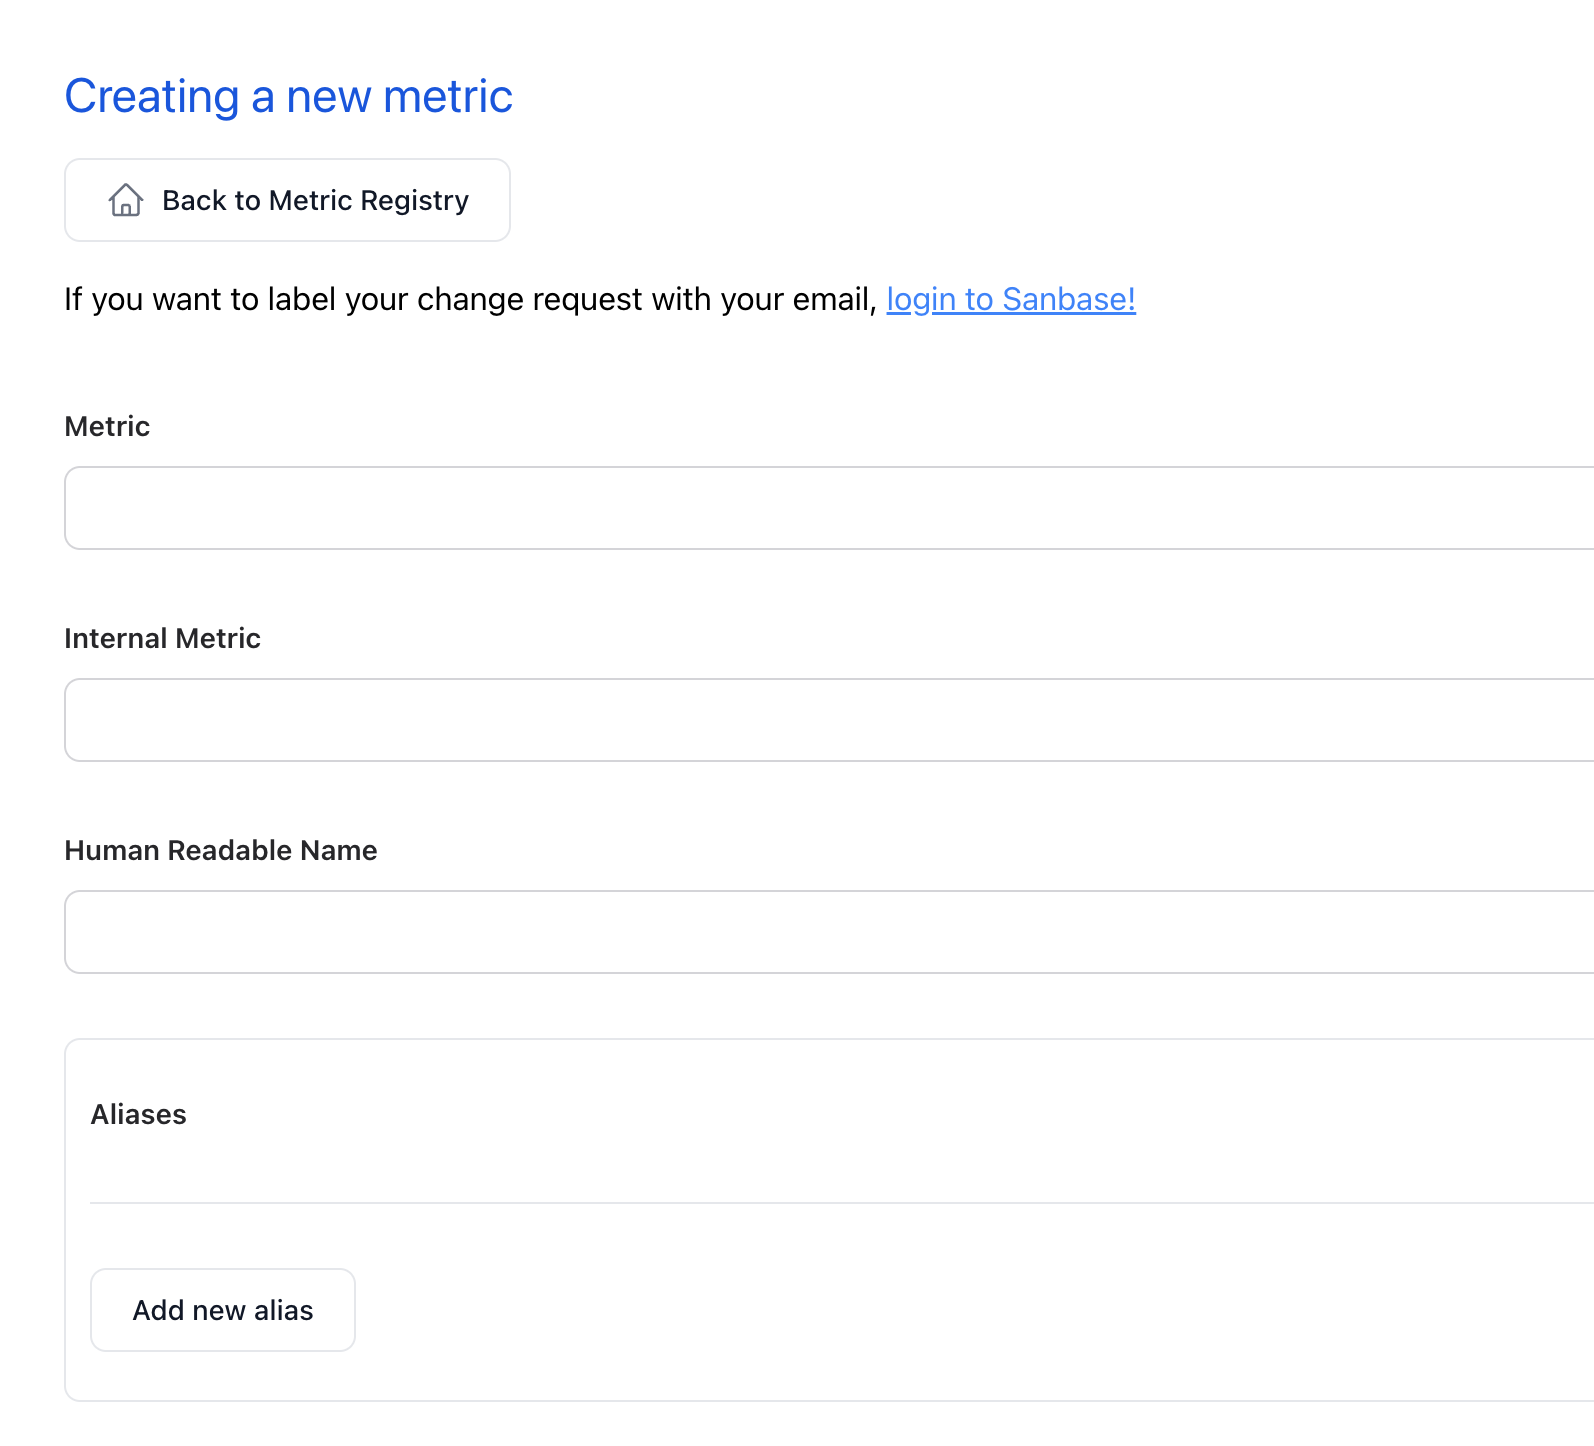 Creating a new metric
Back to Metric Registry
If you want to label your change request with your email, login to Sanbase!
Metric
Internal Metric
Human Readable Name
Aliases
Add new alias